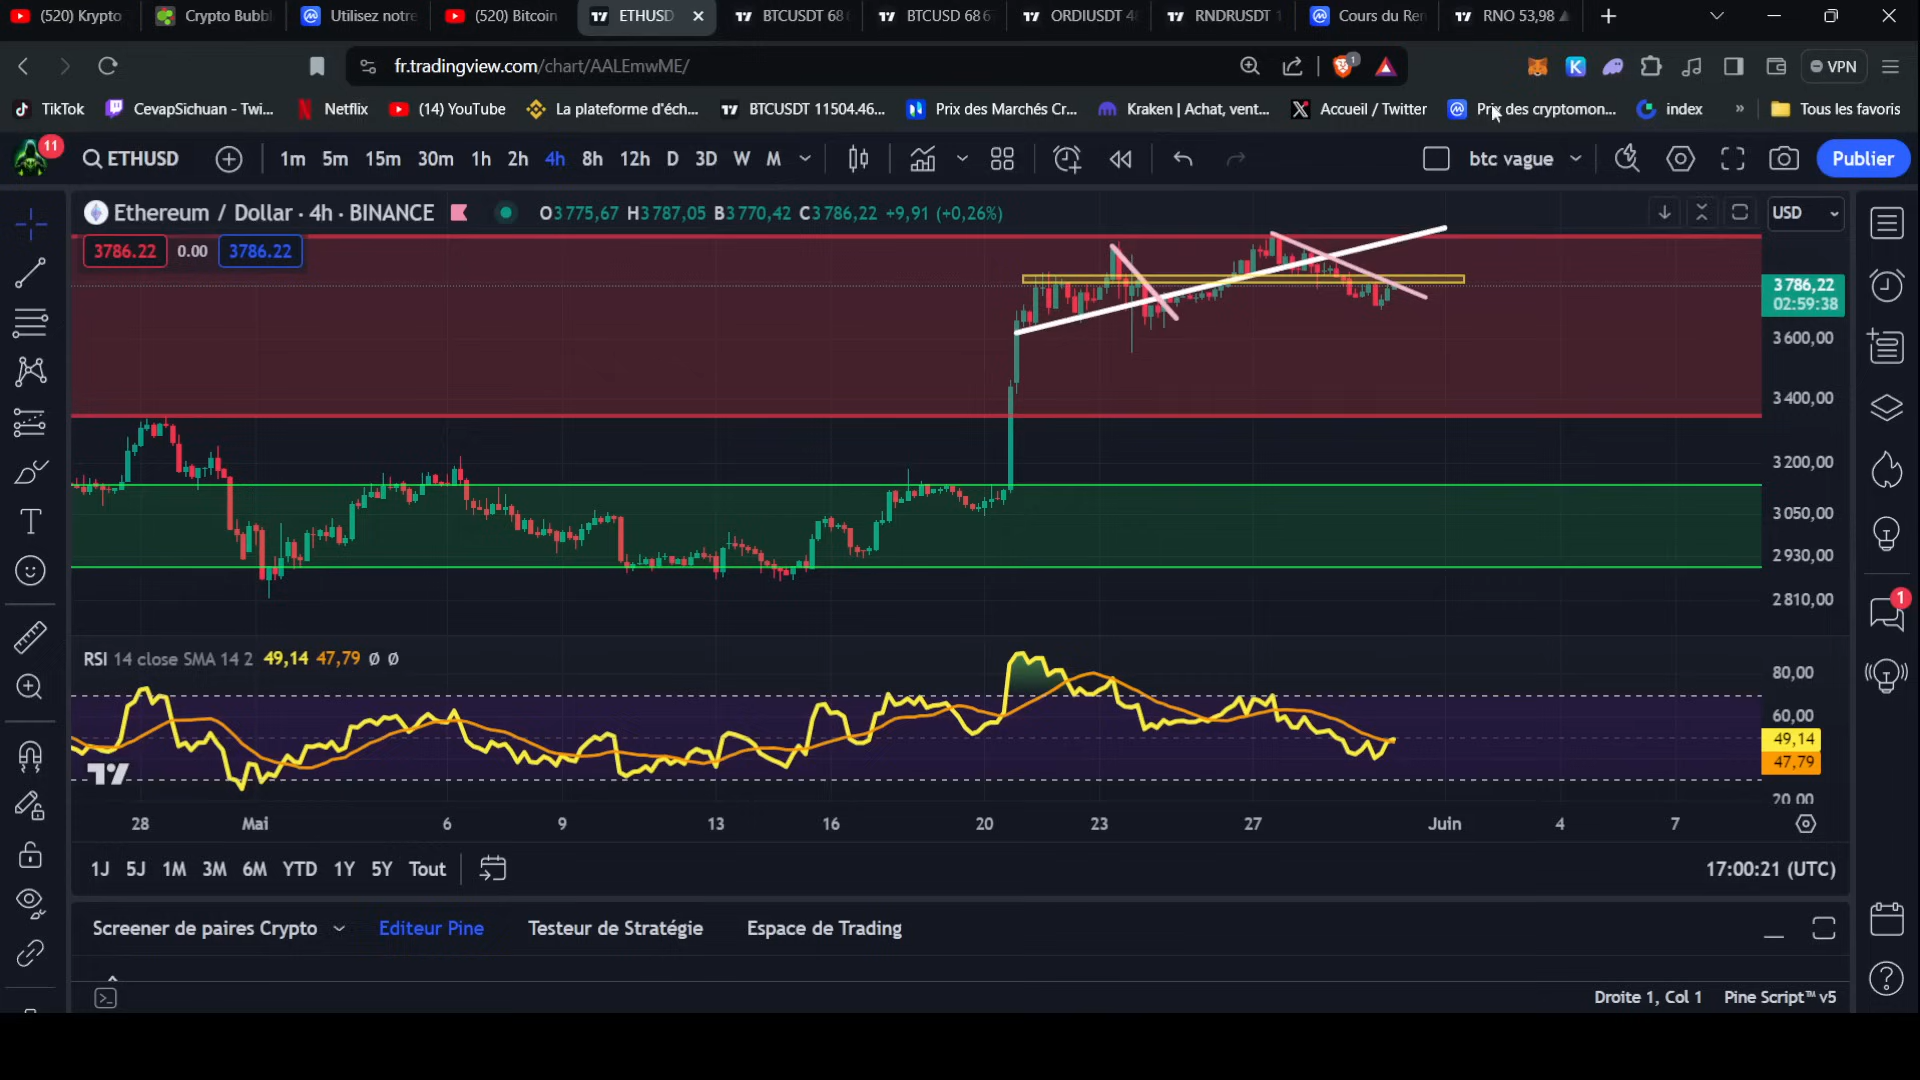 (520) Krypto
Crypto Bubbl
Utilisez notre
(520) Bitcoin
ETHUSD
BTCUSDT 68
BTCUSD 68 6
ORDIUSDT 4
RNDRUSDT 1
Cours du Ren
RNO 53,98
fr.tradingview.com/chart/AALEmwME/
1
VPN
TikTok
CevapSichuan - Twi...
Netflix
(14) YouTube
La plateforme d'éch...
BTCUSDT 11504.46...
Prix des Marchés Cr...
Kraken | Achat, vent...
Accueil / Twitter
Prix des cryptomon...
index
»
Tous les favoris
11
ETHUSD
1m 5m 15m 30m 1h 2h 4h 8h 12h D 3D W M
btc vague
Publier
Ethereum / Dollar · 4h · BINANCE
O3 775,67 H3 787,05 B3 770,42 C3 786,22 +9,91 (+0,26%)
USD
3786.22 0.00 3786.22
3 786,22
02:59:38
3 600,00
3 400,00
3 200,00
3 050,00
2 930,00
2 810,00
1
RSI 14 close SMA 14 2 49,14 47,79 Ø Ø
80,00
60,00
49,14
47,79
20,00
28 Mai 6 9 13 16 20 23 27 Juin 4 7
1J 5J 1M 3M 6M YTD 1Y 5Y Tout
17:00:21 (UTC)
Screener de paires Crypto
Editeur Pine
Testeur de Stratégie
Espace de Trading
Droite 1, Col 1
Pine Script™ v5